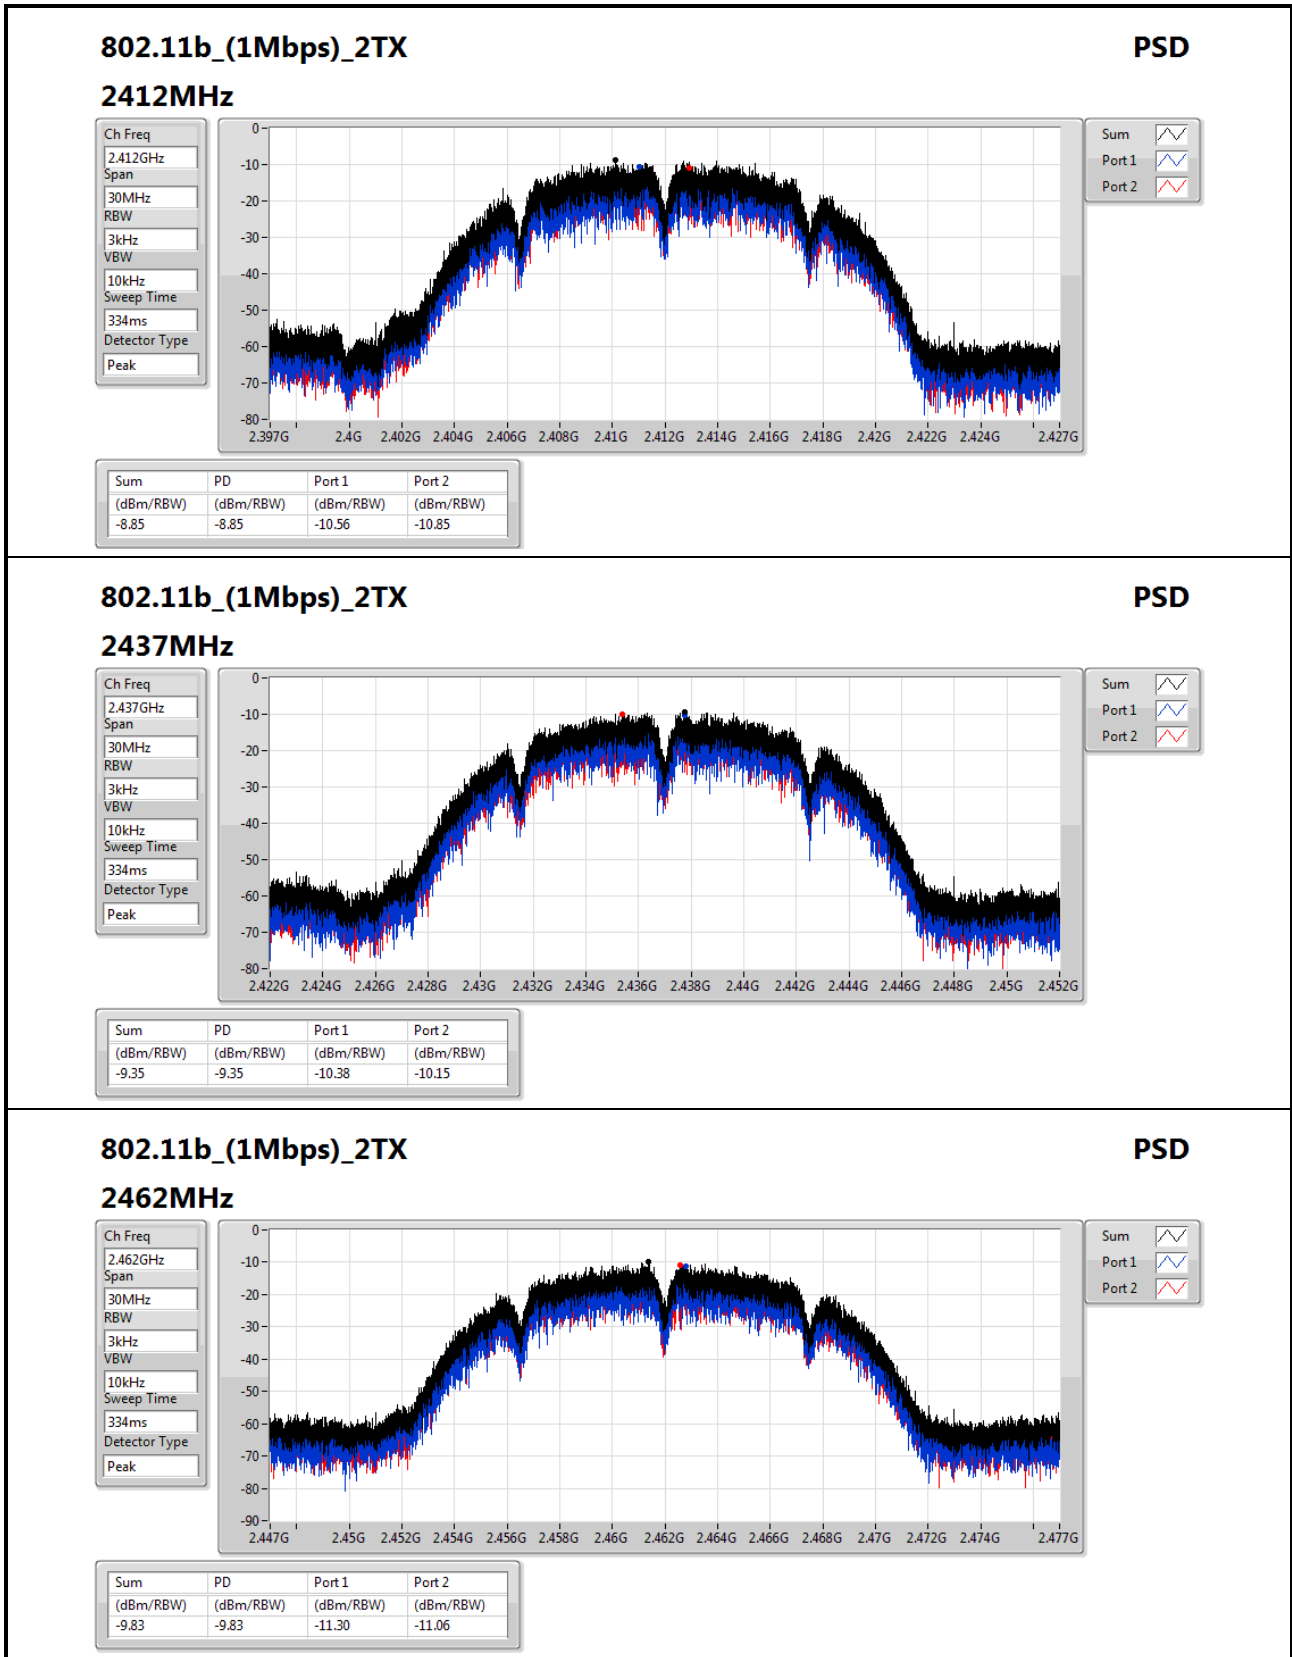 802.11b_(1Mbps)_2TX PSD
2412MHz
Ch Freq
2.412GHz
Span
30MHz
RBW
3kHz
VBW
10kHz
Sweep Time
334ms
Detector Type
Peak
0
-10
-20
-30
-40
-50
-60
-70
-80
2.397G 2.4G 2.402G 2.404G 2.406G 2.408G 2.41G 2.412G 2.414G 2.416G 2.418G 2.42G 2.422G 2.424G 2.427G
Sum
Port 1
Port 2
Sum PD Port 1 Port 2
(dBm/RBW) (dBm/RBW) (dBm/RBW) (dBm/RBW)
-8.85 -8.85 -10.56 -10.85
802.11b_(1Mbps)_2TX PSD
2437MHz
Ch Freq
2.437GHz
Span
30MHz
RBW
3kHz
VBW
10kHz
Sweep Time
334ms
Detector Type
Peak
0
-10
-20
-30
-40
-50
-60
-70
-80
2.422G 2.424G 2.426G 2.428G 2.43G 2.432G 2.434G 2.436G 2.438G 2.44G 2.442G 2.444G 2.446G 2.448G 2.45G 2.452G
Sum
Port 1
Port 2
Sum PD Port 1 Port 2
(dBm/RBW) (dBm/RBW) (dBm/RBW) (dBm/RBW)
-9.35 -9.35 -10.38 -10.15
802.11b_(1Mbps)_2TX PSD
2462MHz
Ch Freq
2.462GHz
Span
30MHz
RBW
3kHz
VBW
10kHz
Sweep Time
334ms
Detector Type
Peak
0
-10
-20
-30
-40
-50
-60
-70
-80
-90
2.447G 2.45G 2.452G 2.454G 2.456G 2.458G 2.46G 2.462G 2.464G 2.466G 2.468G 2.47G 2.472G 2.474G 2.477G
Sum
Port 1
Port 2
Sum PD Port 1 Port 2
(dBm/RBW) (dBm/RBW) (dBm/RBW) (dBm/RBW)
-9.83 -9.83 -11.30 -11.06